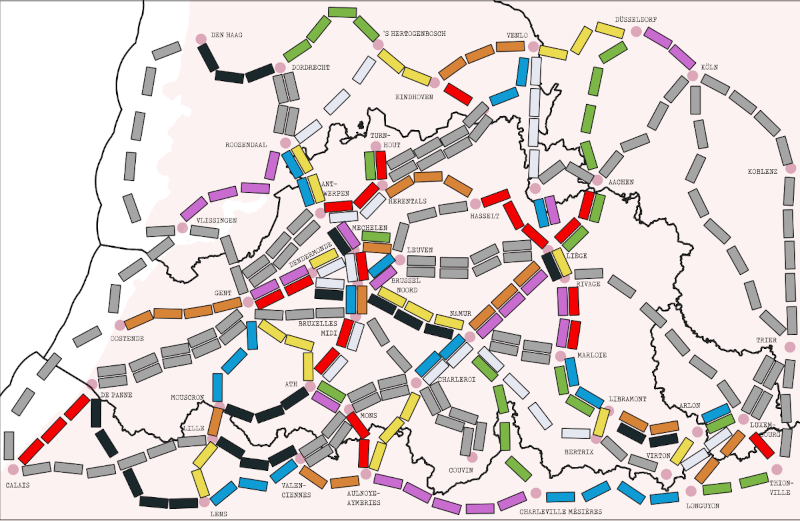 DEN HAAG
'S HERTOGENBOSCH
VENLO
DÜSSELDORF
DORDRECHT
KÖLN
EINDHOVEN
ROOSENDAAL
TURN-
HOUT
KOBLENZ
ANT-
WERPEN
AACHEN
HERENTALS
HASSELT
VLISSINGEN
MECHELEN
DENDERMONDE
LEUVEN
LIÈGE
GENT
BRUSSEL
NOORD
RIVAGE
OOSTENDE
BRUXELLES
MIDI
NAMUR
TRIER
MARLOIE
DE PANNE
ATH
CHARLEROI
MOUSCRON
LIBRAMONT
ARLON
MONS
LUXEM-
BOURG
LILLE
BERTRIX
VIRTON
COUVIN
CALAIS
VALEN-
CIENNES
AULNOYE-
AYMERIES
THION-
VILLE
LENS
CHARLEVILLE MÉSIÈRES
LONGUYON